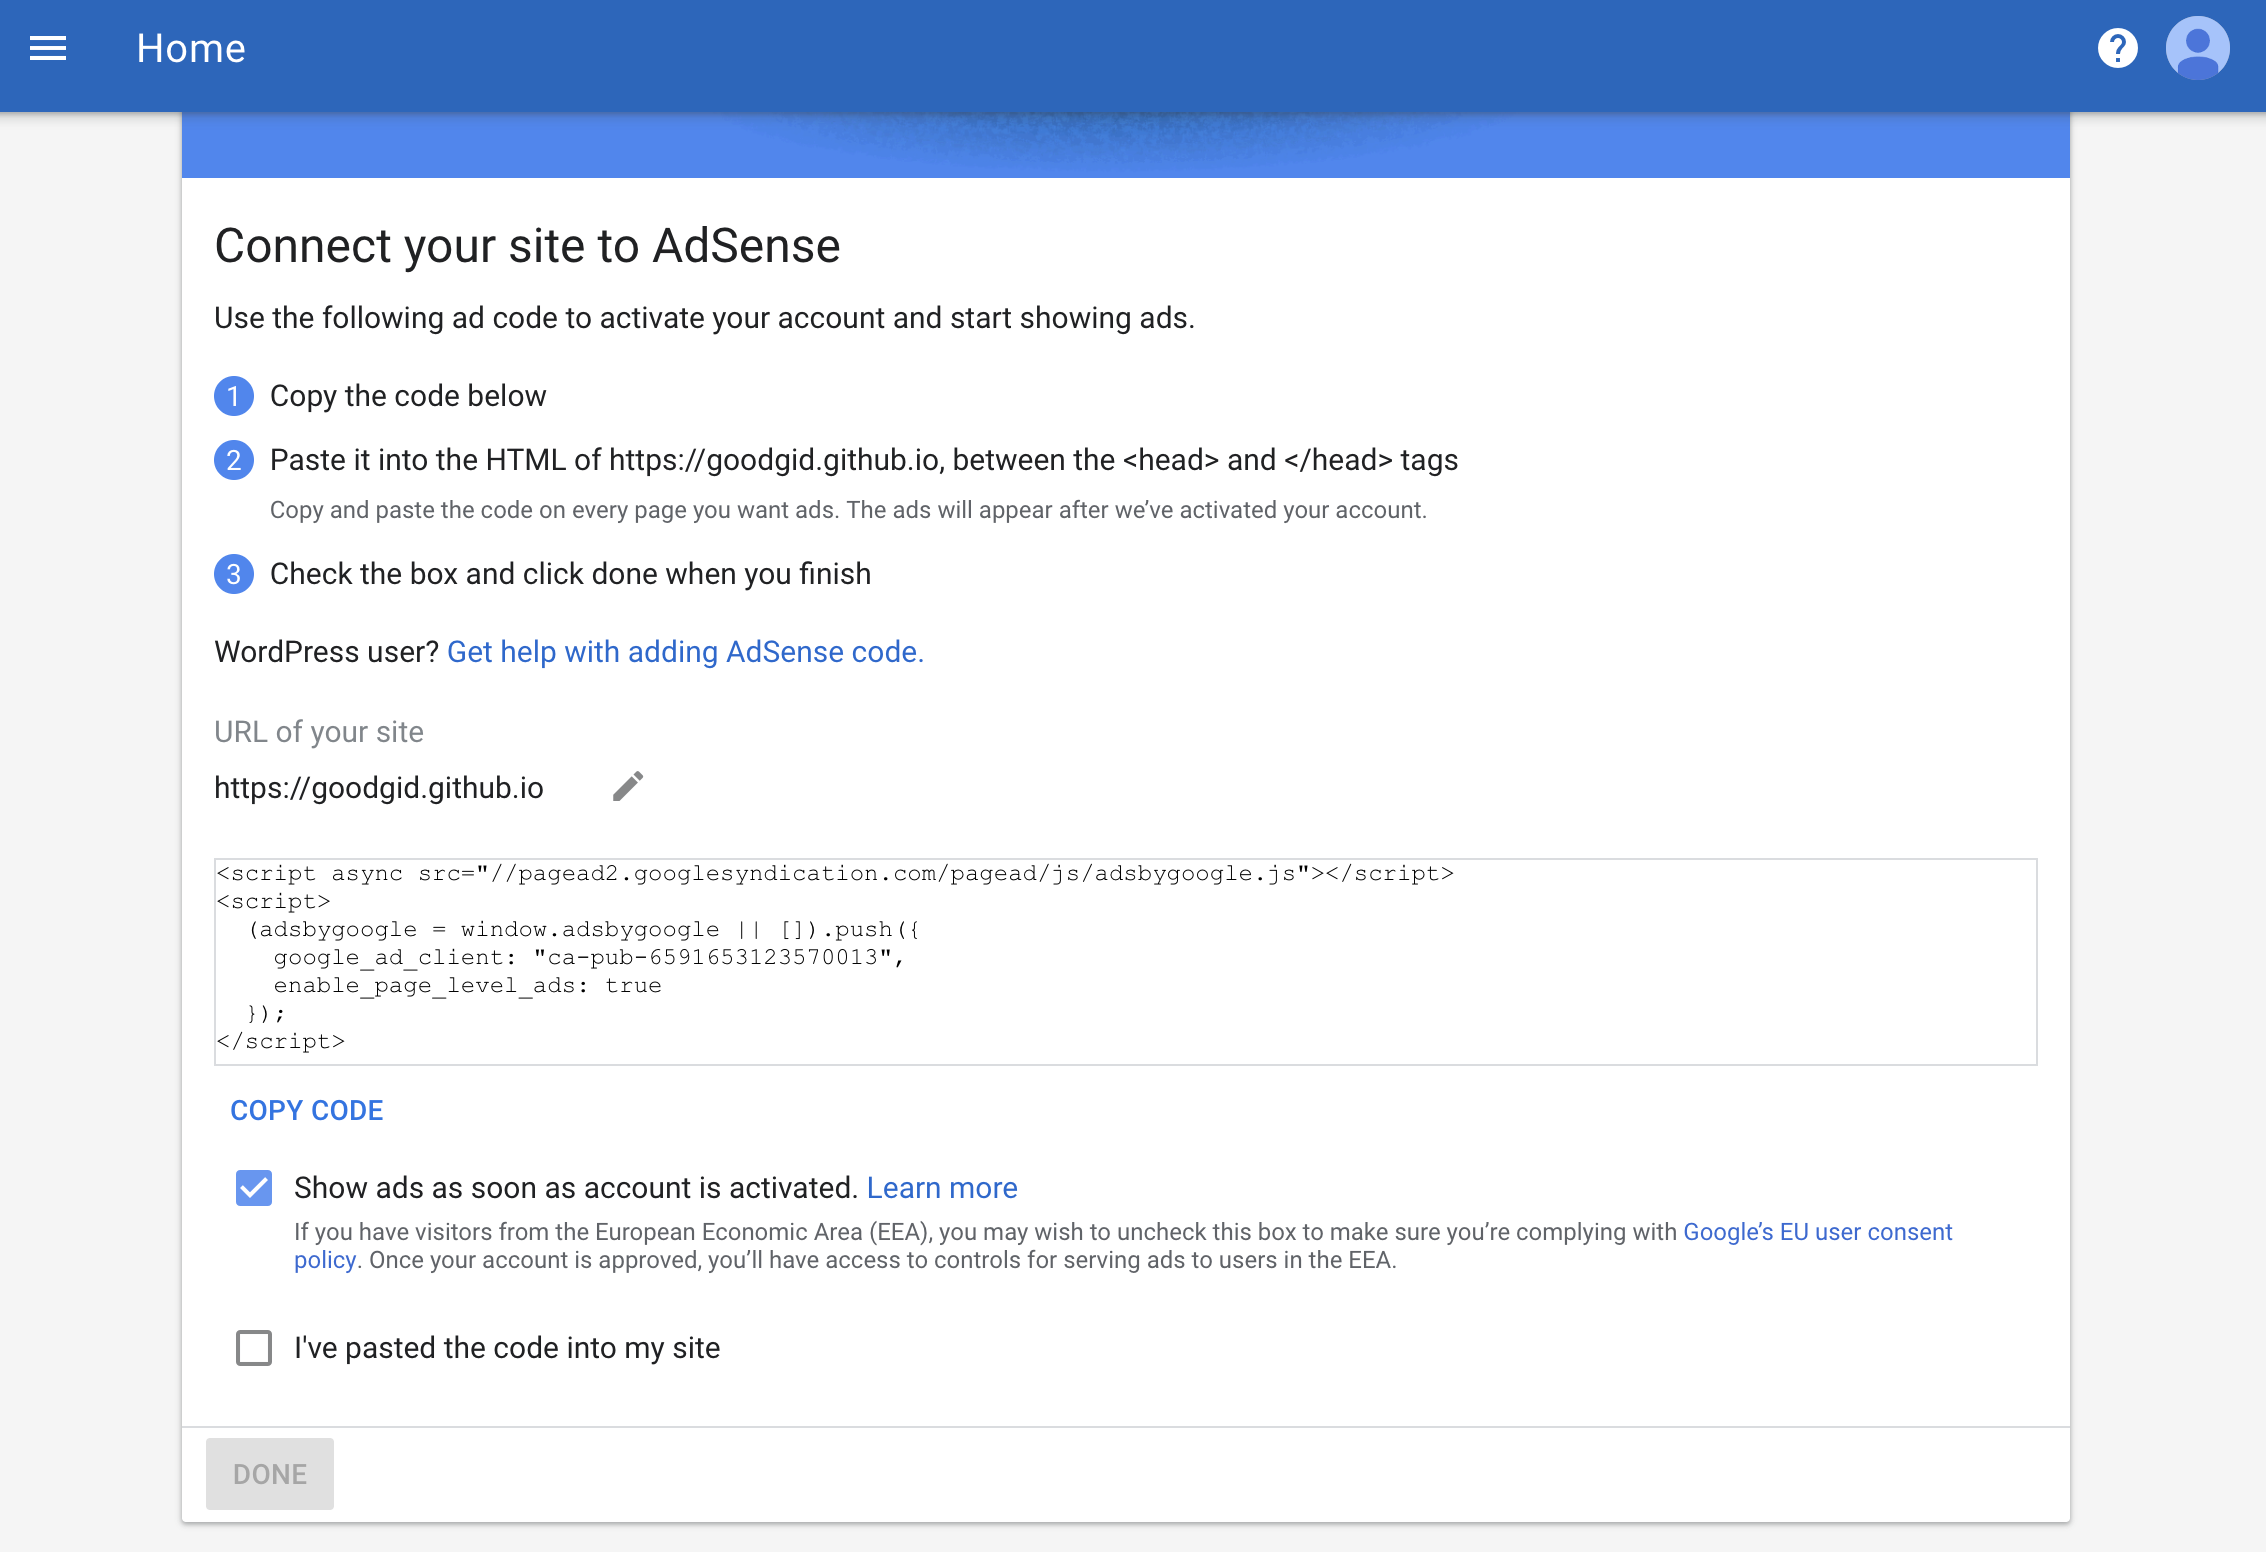 Home
Connect your site to AdSense
Use the following ad code to activate your account and start showing ads.
1 Copy the code below
2 Paste it into the HTML of https://goodgid.github.io, between the <head> and </head> tags
Copy and paste the code on every page you want ads. The ads will appear after we’ve activated your account.
3 Check the box and click done when you finish
WordPress user? Get help with adding AdSense code.
URL of your site
https://goodgid.github.io
<script async src="//pagead2.googlesyndication.com/pagead/js/adsbygoogle.js"></script>
<script>
(adsbygoogle = window.adsbygoogle || []).push({
google_ad_client: "ca-pub-6591653123570013",
enable_page_level_ads: true
});
</script>
COPY CODE
Show ads as soon as account is activated. Learn more
If you have visitors from the European Economic Area (EEA), you may wish to uncheck this box to make sure you’re complying with Google’s EU user consent
policy. Once your account is approved, you’ll have access to controls for serving ads to users in the EEA.
I've pasted the code into my site
DONE